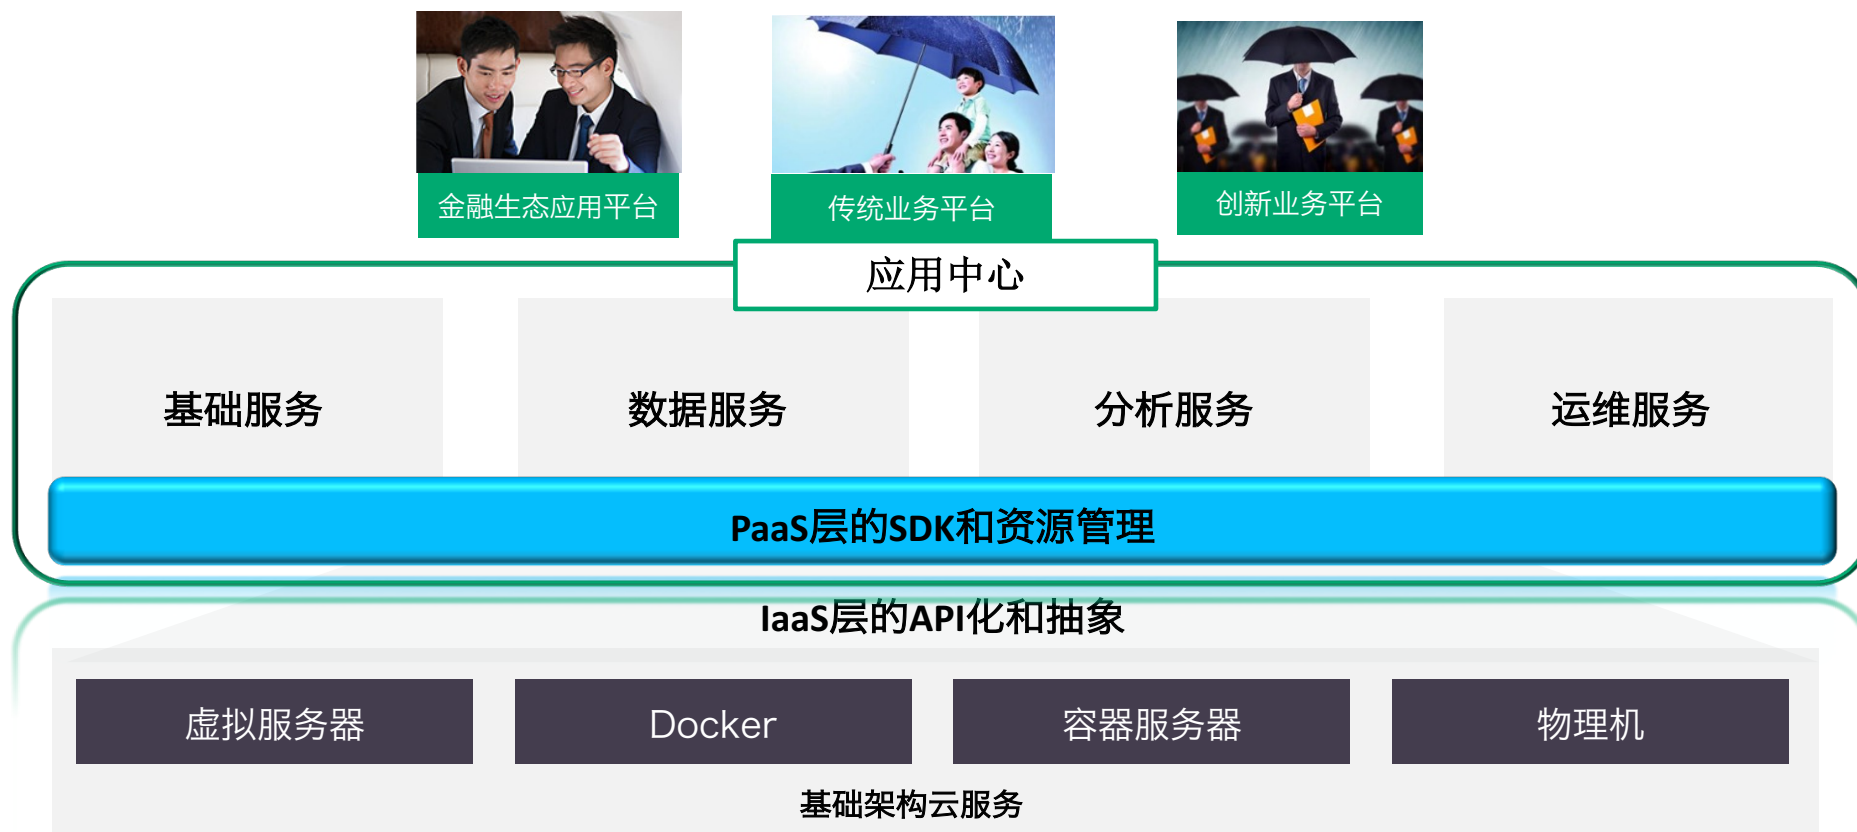 金融生态应用平台
传统业务平台
创新业务平台
应用中心
基础服务
数据服务
分析服务
运维服务
PaaS层的SDK和资源管理
IaaS层的API化和抽象
虚拟服务器
Docker
容器服务器
物理机
基础架构云服务